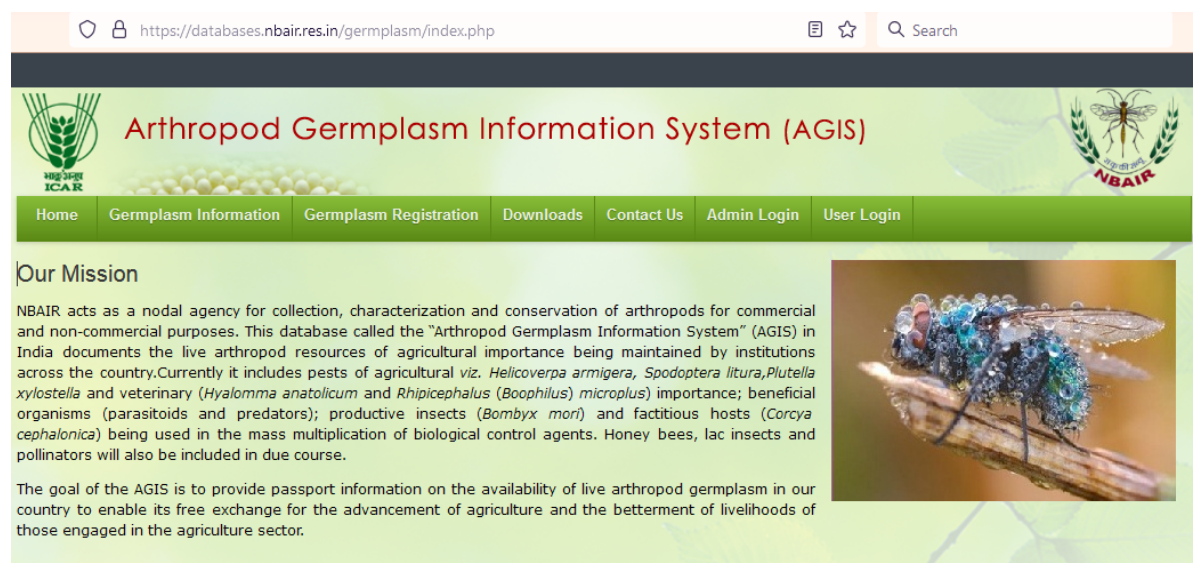 https://databases.nbair.res.in/germplasm/index.php
Search
Arthropod Germplasm Information System (AGIS)
भाकृअनुप
ICAR
NBAIR
Home Germplasm Information Germplasm Registration Downloads Contact Us Admin Login User Login
Our Mission
NBAIR acts as a nodal agency for collection, characterization and conservation of arthropods for commercial
and non-commercial purposes. This database called the “Arthropod Germplasm Information System” (AGIS) in
India documents the live arthropod resources of agricultural importance being maintained by institutions
across the country.Currently it includes pests of agricultural viz. Helicoverpa armigera, Spodoptera litura,Plutella
xylostella and veterinary (Hyalomma anatolicum and Rhipicephalus (Boophilus) microplus) importance; beneficial
organisms (parasitoids and predators); productive insects (Bombyx mori) and factitious hosts (Corcya
cephalonica) being used in the mass multiplication of biological control agents. Honey bees, lac insects and
pollinators will also be included in due course.
The goal of the AGIS is to provide passport information on the availability of live arthropod germplasm in our
country to enable its free exchange for the advancement of agriculture and the betterment of livelihoods of
those engaged in the agriculture sector.